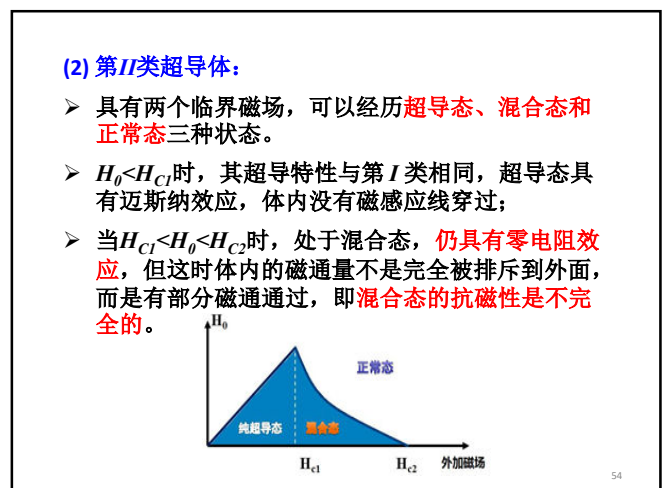 (2) 第II类超导体：
➢ 具有两个临界磁场，可以经历超导态、混合态和
正常态三种状态。
➢ H₀<H_C1时，其超导特性与第 I 类相同，超导态具
有迈斯纳效应，体内没有磁感应线穿过；
➢ 当H_C1<H₀<H_C2时，处于混合态，仍具有零电阻效
应，但这时体内的磁通量不是完全被排斥到外面，
而是有部分磁通通过，即混合态的抗磁性是不完
全的。
H₀
正常态
纯超导态 混合态
H_c1 H_c2 外加磁场
54